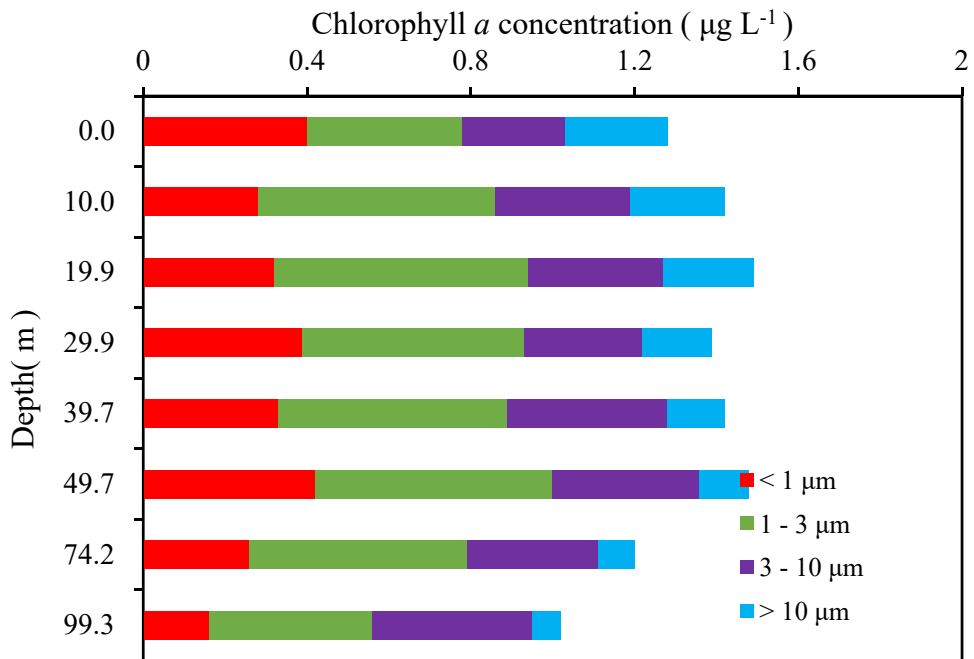 Chlorophyll a concentration ( μg L-1 )
0 0.4 0.8 1.2 1.6 2
Depth( m )
0.0
10.0
19.9
29.9
39.7
49.7
74.2
99.3
< 1 μm
1 - 3 μm
3 - 10 μm
> 10 μm